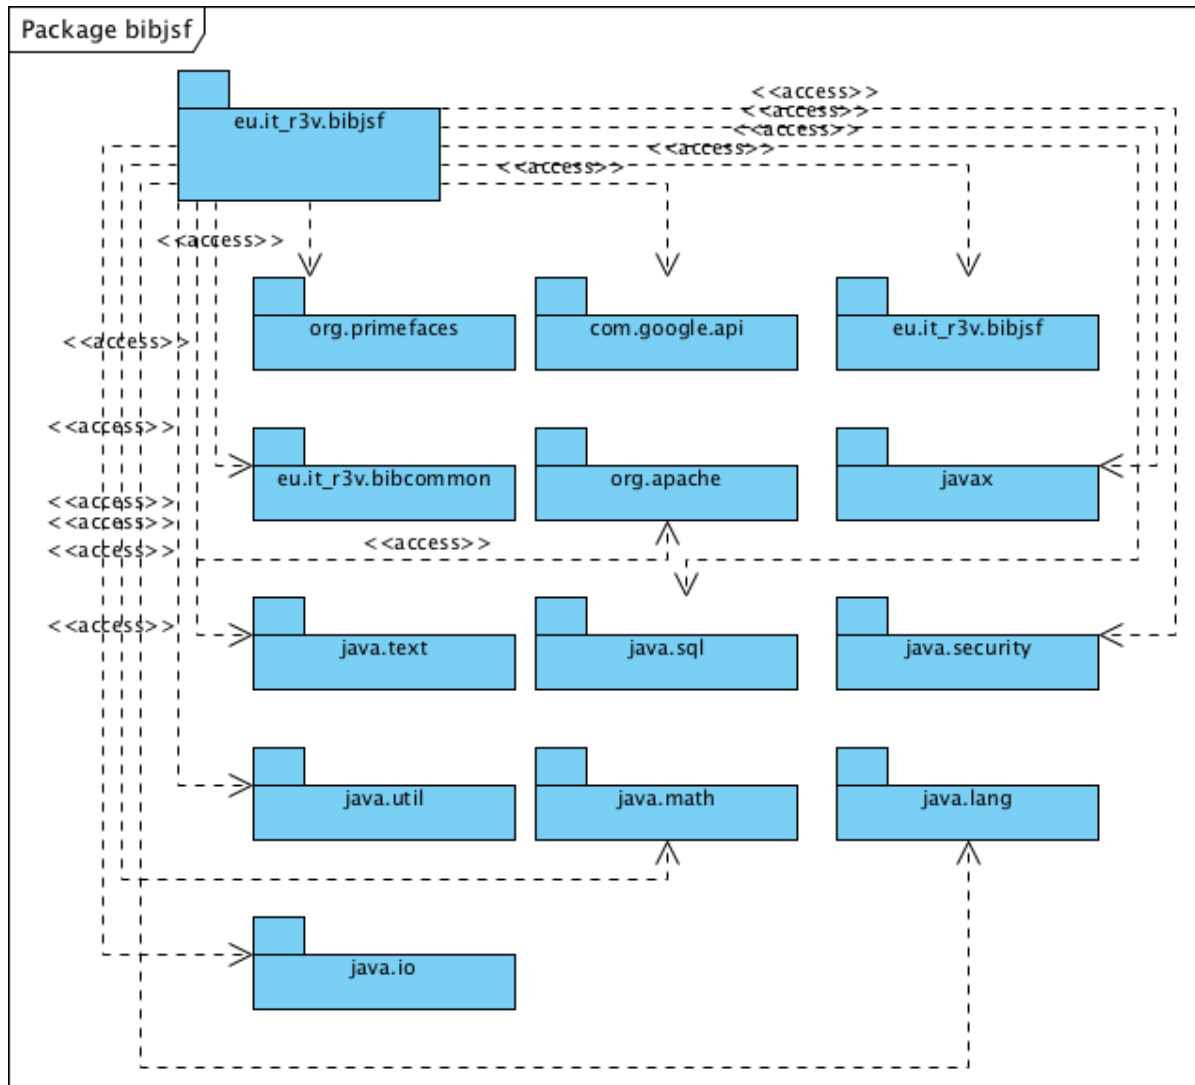 Package bibjsf
<<access>>
<<access>>
eu.it_r3v.bibjsf
<<access>>
<<access>>
<<access>>
<<access>>
org.primefaces
com.google.api
eu.it_r3v.bibjsf
<<access>>
<<access>>
eu.it_r3v.bibcommon
org.apache
javax
<<access>>
<<access>>
<<access>>
<<access>>
<<access>>
java.text
java.sql
java.security
java.util
java.math
java.lang
java.io